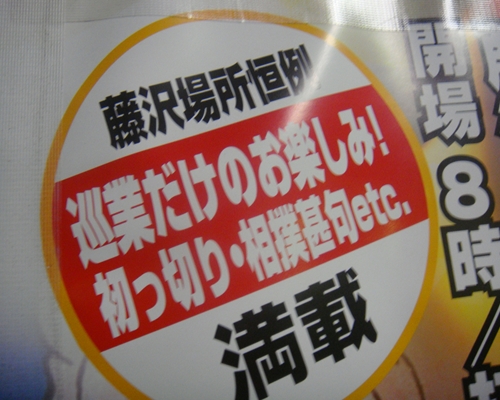 藤沢場所恒例
巡業だけのお楽しみ!
初っ切り・相撲甚句etc.
満載
開場
8時